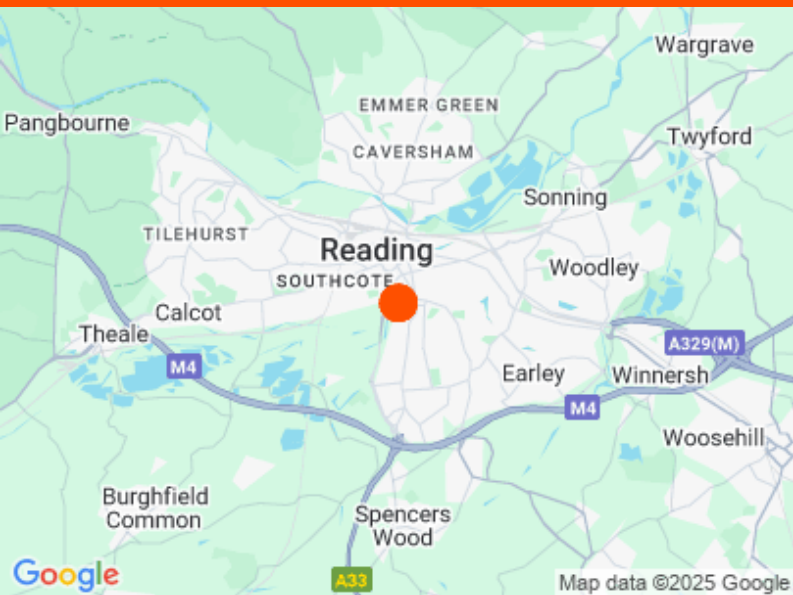 Wargrave
EMMER GREEN
Pangbourne
Twyford
CAVERSHAM
Sonning
TILEHURST
Reading
Woodley
SOUTHCOTE
Calcot
Theale
A329(M)
M4
Earley
Winnersh
M4
Woosehill
Burghfield
Common
Spencers
Wood
Google
A33
Map data ©2025 Google